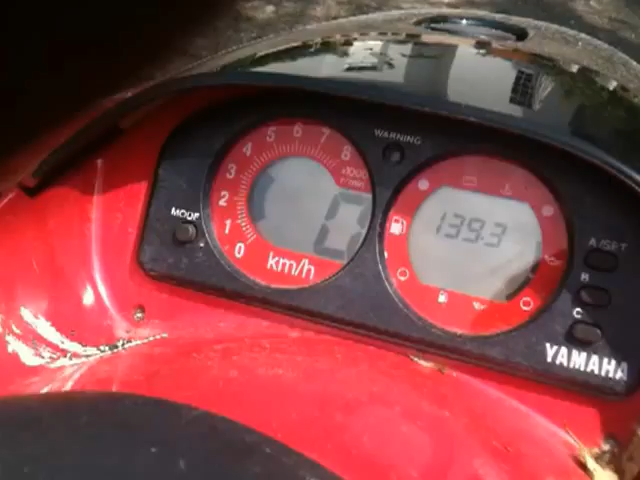 WARNING
0 1 2 3 4 5 6 7 8
x1000
r/min
0
km/h
MODE
139.3
A/SET
B
C
YAMAHA